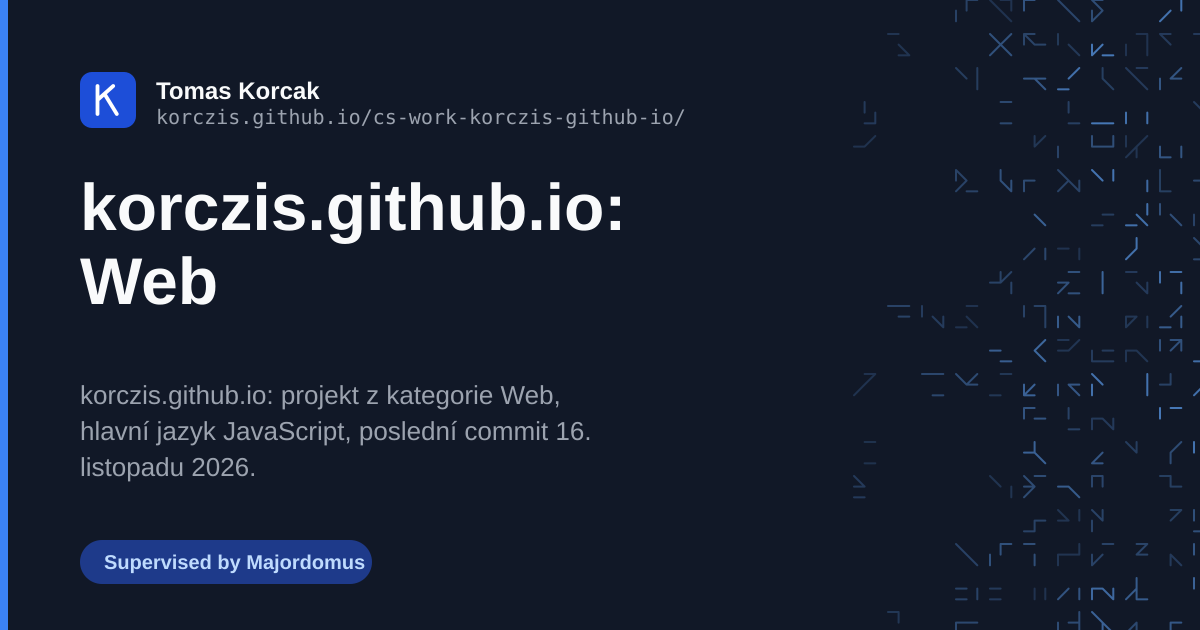 Tomas Korcak
korczis.github.io/cs-work-korczis-github-io/
korczis.github.io:
Web
korczis.github.io: projekt z kategorie Web,
hlavní jazyk JavaScript, poslední commit 16.
listopadu 2026.
Supervised by Majordomus